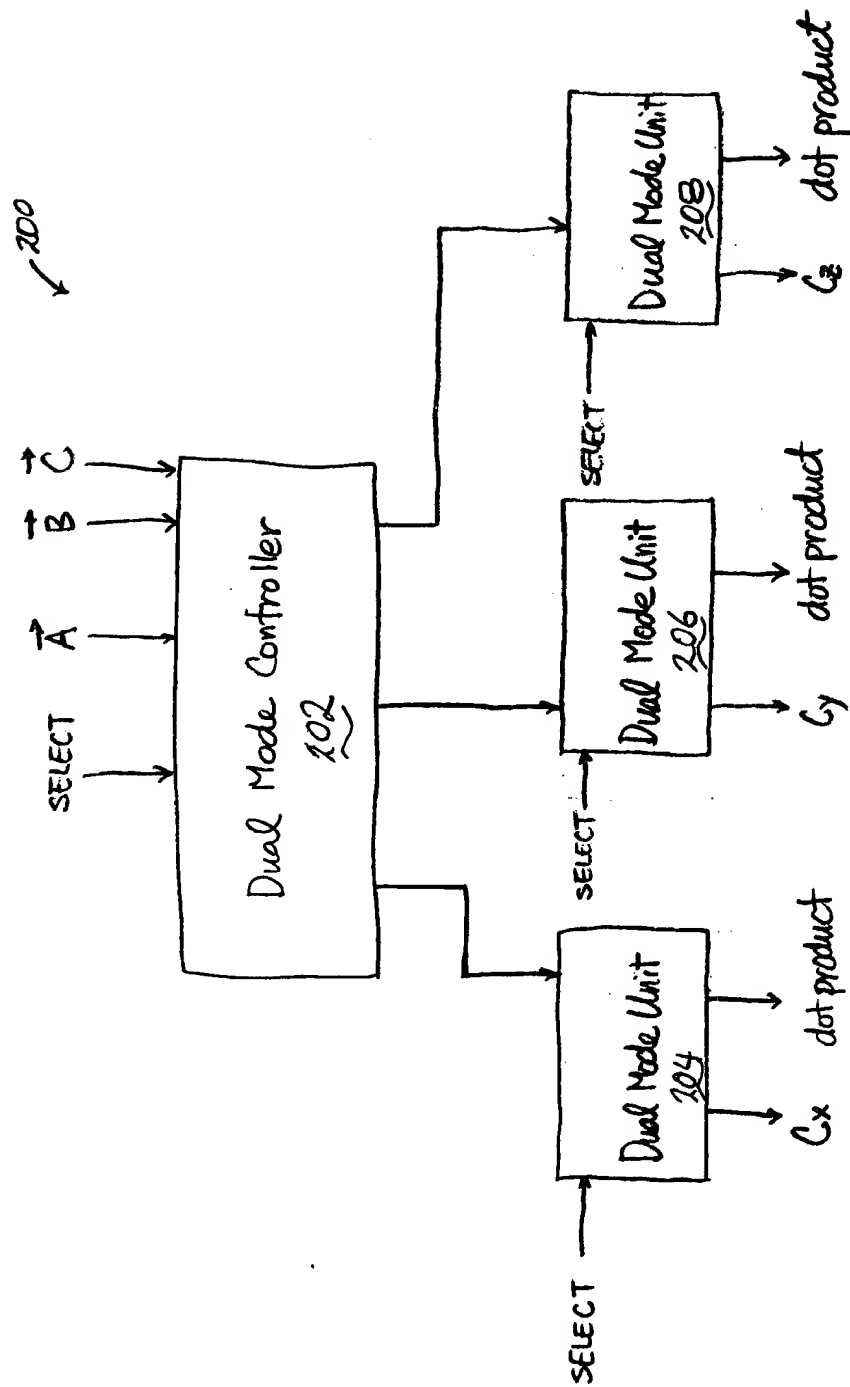 200
SELECT
A
B
C
Dual Mode Controller
202
SELECT
Dual Mode Unit
204
Cx
dot product
SELECT
Dual Mode Unit
206
Cy
dot product
SELECT
Dual Mode Unit
208
Cz
dot product